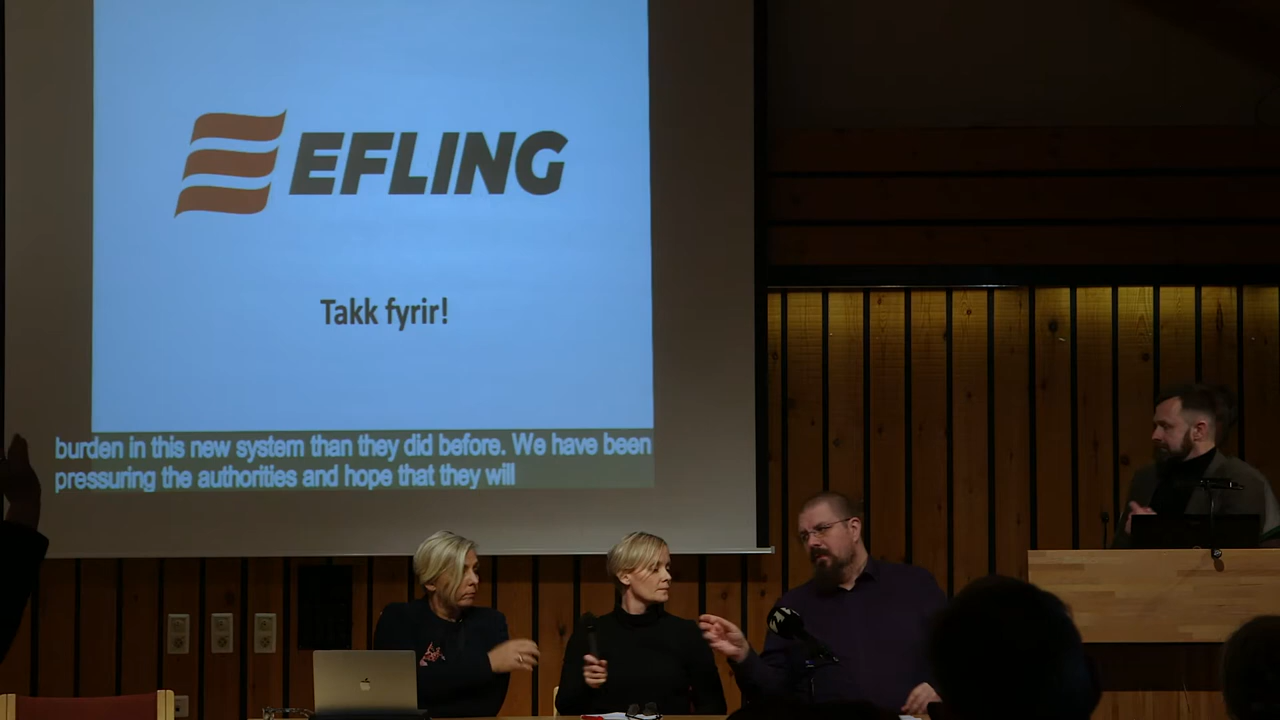 EFLING
Takk fyrir!
burden in this new system than they did before. We have been
pressuring the authorities and hope that they will